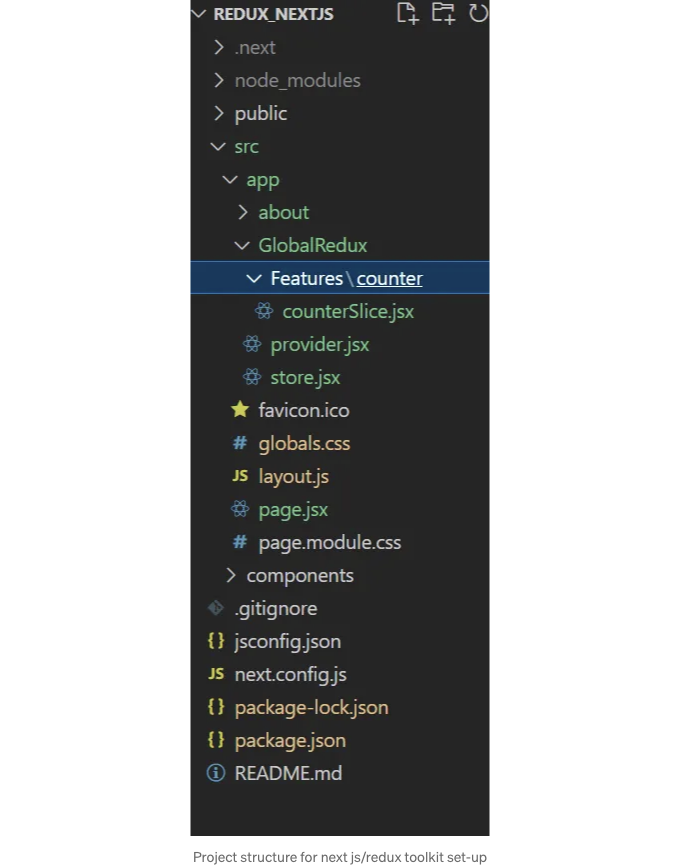 REDUX_NEXTJS
.next
node_modules
public
src
app
about
GlobalRedux
Features\counter
counterSlice.jsx
provider.jsx
store.jsx
favicon.ico
# globals.css
JS layout.js
page.jsx
# page.module.css
components
.gitignore
{} jsconfig.json
JS next.config.js
{} package-lock.json
{} package.json
README.md
Project structure for next js/redux toolkit set-up